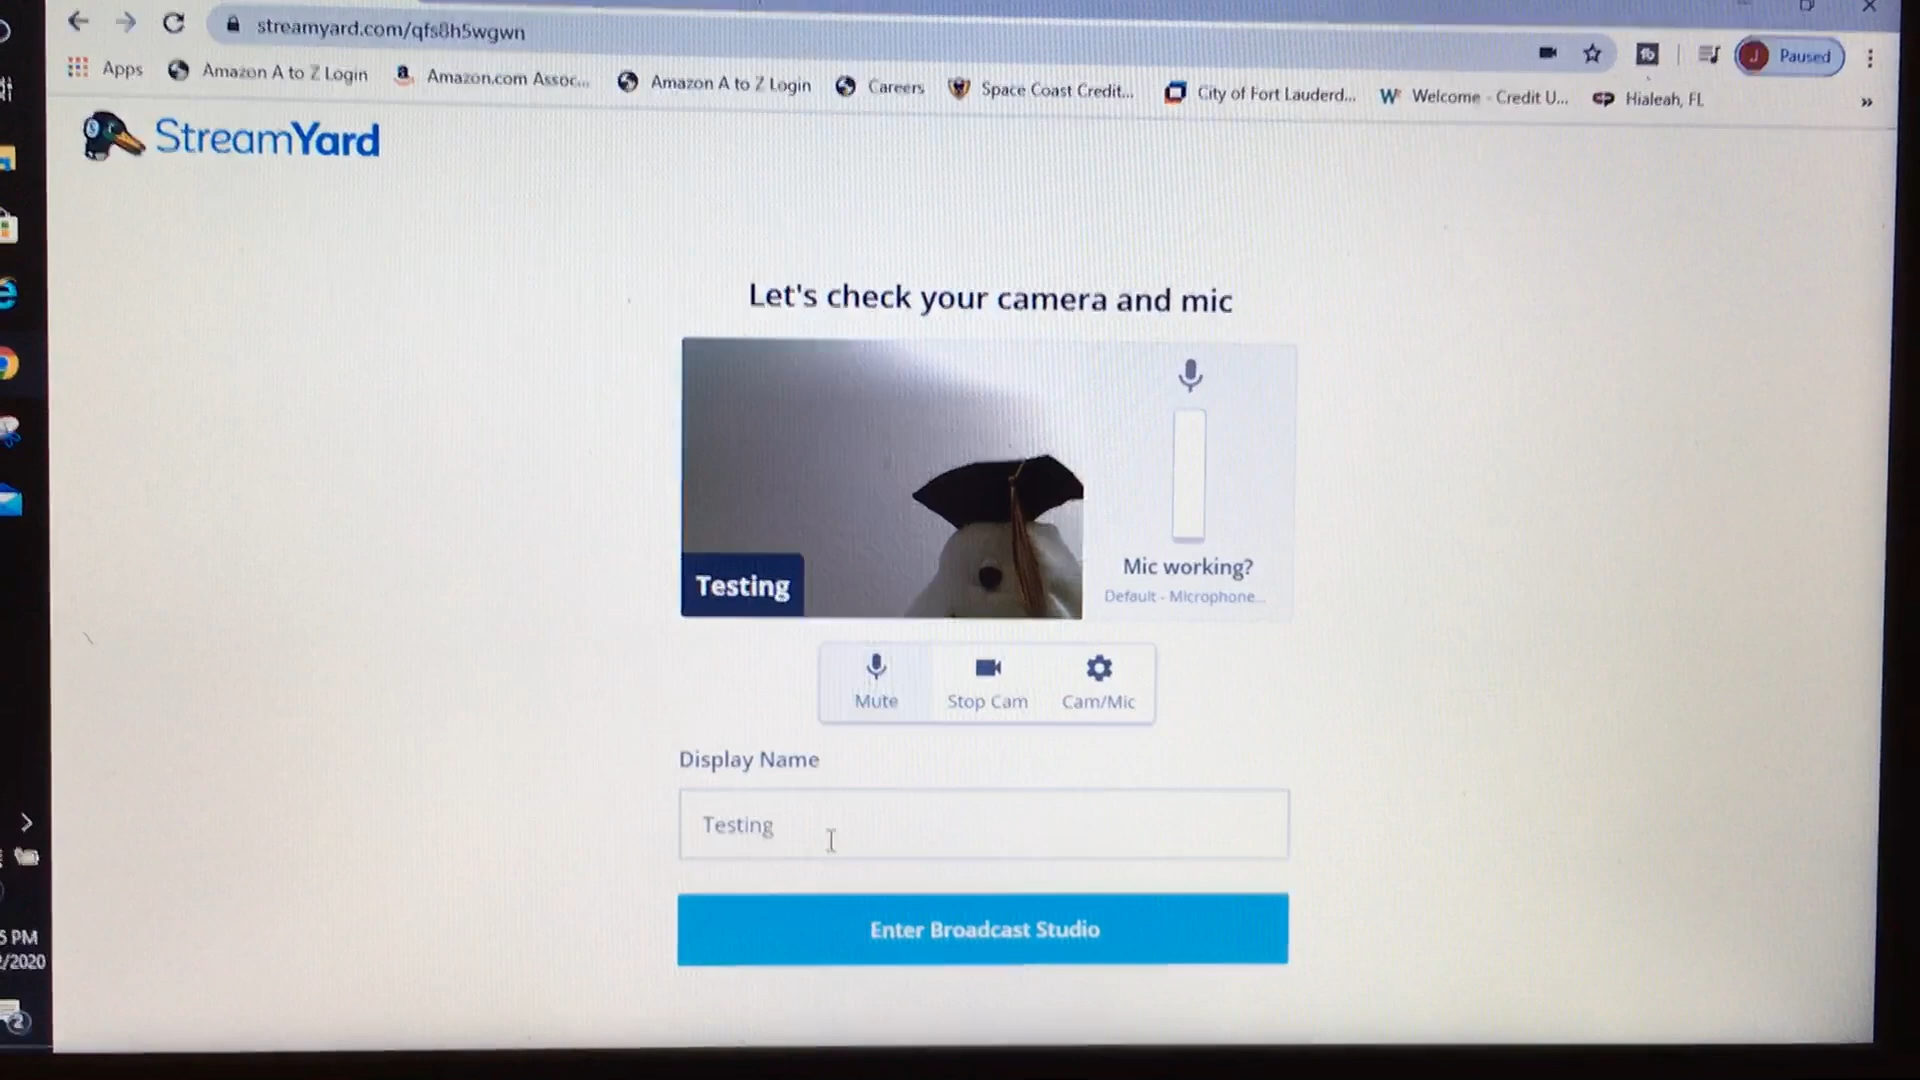 streamyard.com/qfs8h5wgwn
Paused
Apps
Amazon A to Z Login
Amazon.com Assoc...
Amazon A to Z Login
Careers
Space Coast Credit...
City of Fort Lauderd...
Welcome - Credit U...
Hialeah, FL
StreamYard
Let's check your camera and mic
Testing
Mic working?
Default - Microphone...
Mute
Stop Cam
Cam/Mic
Display Name
Testing
Enter Broadcast Studio
5 PM
/2020
2